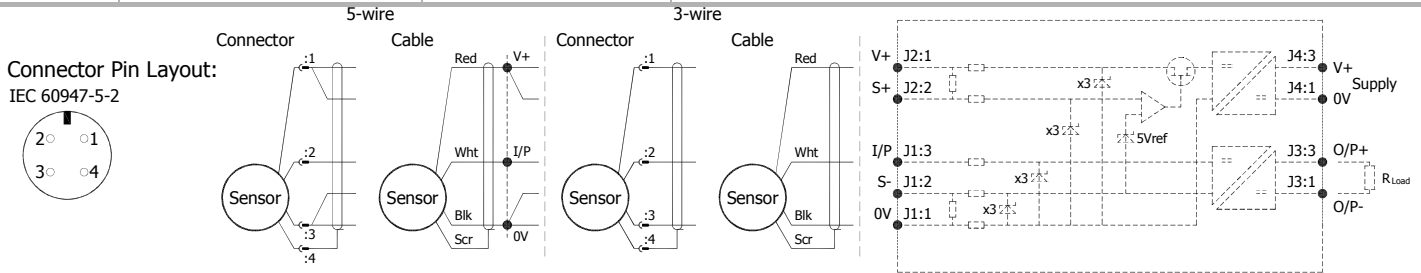 5-wire
3-wire
Connector
Cable
Connector
Cable
Connector Pin Layout:
IEC 60947-5-2
2 1
3 4
:1
:2
:3
:4
Sensor
Red
V+
Wht
I/P
Blk
Scr
0V
Sensor
:1
:2
:3
:4
Sensor
Red
Wht
Blk
Scr
Sensor
V+ J2:1
S+ J2:2
I/P J1:3
S- J1:2
0V J1:1
x3
x3
x3
x3
5Vref
J4:3 V+
Supply
J4:1 0V
J3:3 O/P+
RLoad
J3:1
O/P-